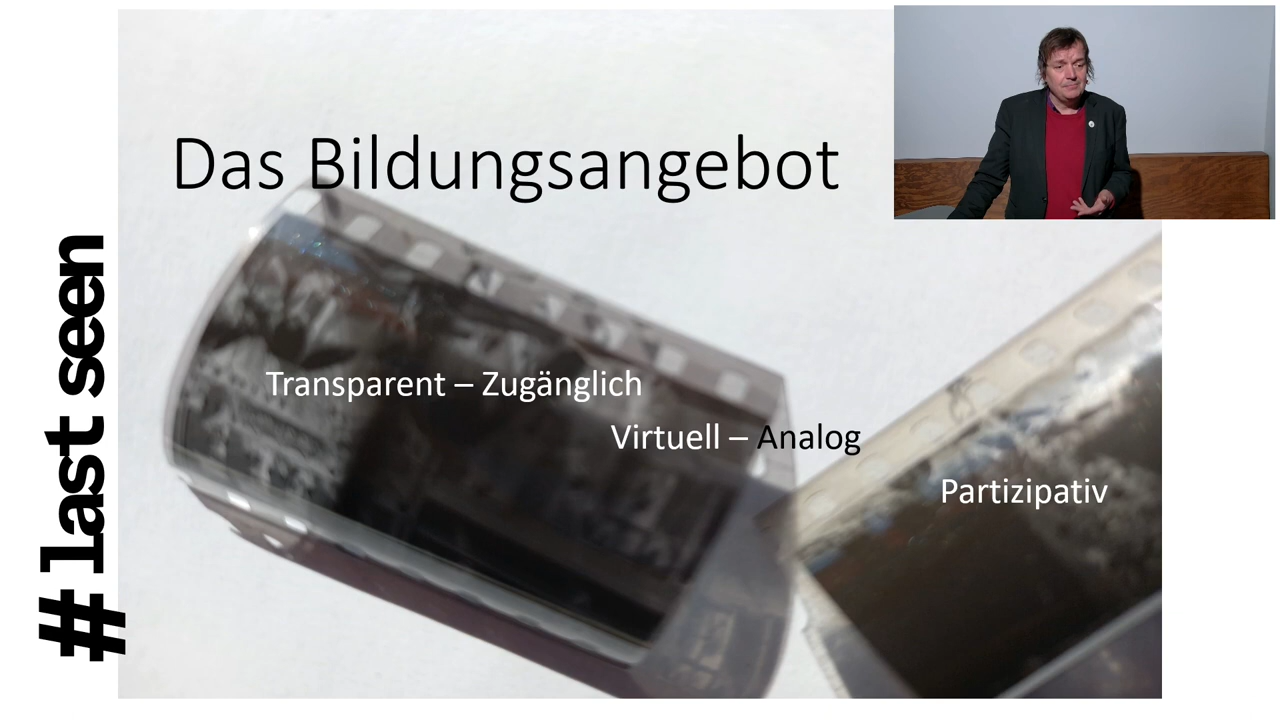 Das Bildungsangebot
# last seen
Transparent – Zugänglich
Virtuell – Analog
Partizipativ